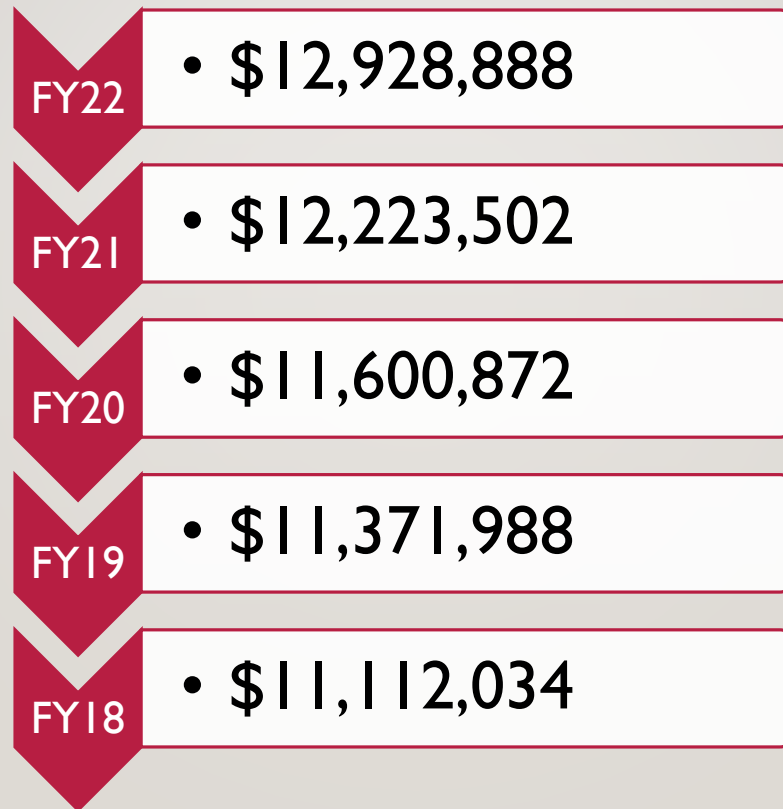 FY22
• $12,928,888
FY21
• $12,223,502
FY20
• $11,600,872
FY19
• $11,371,988
FY18
• $11,112,034